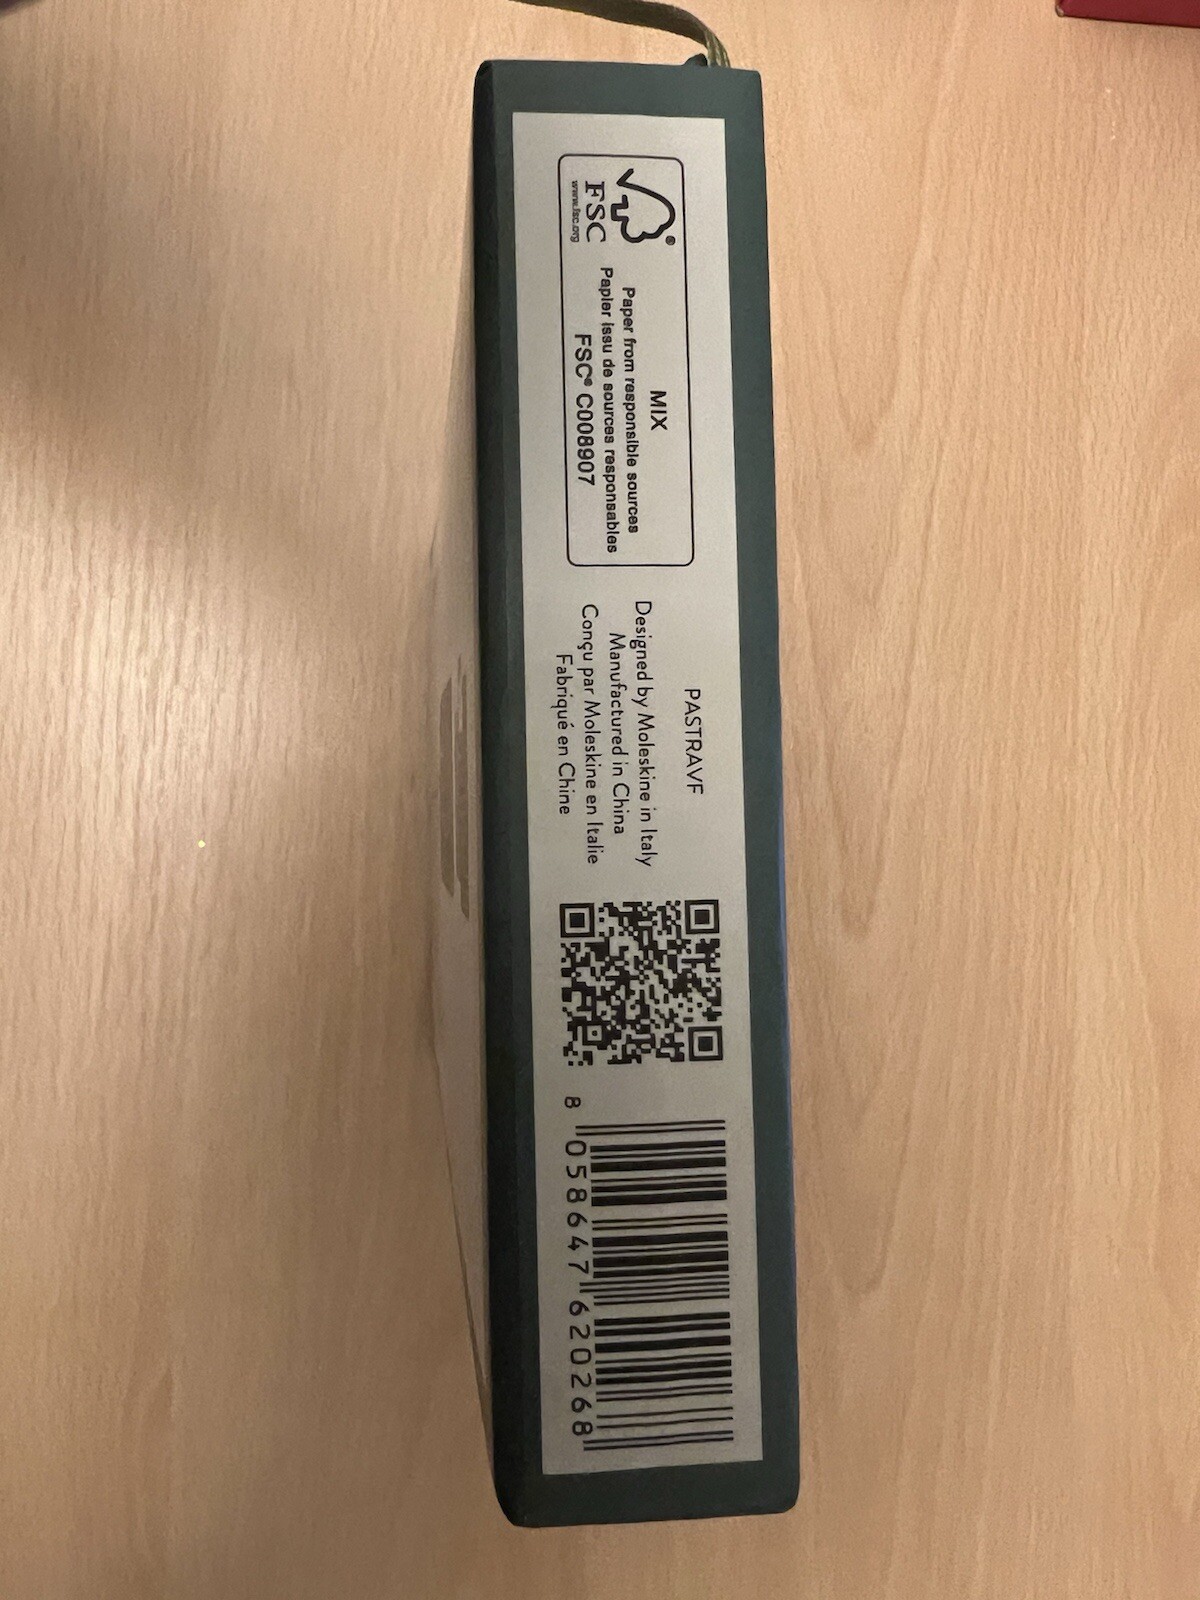 FSC®
www.fsc.org
MIX
Paper from responsible sources
Papier issu de sources responsables
FSC® C008907
PASTRAVF
Designed by Moleskine in Italy
Manufactured in China
Conçu par Moleskine en Italie
Fabriqué en Chine
8 058647 620268